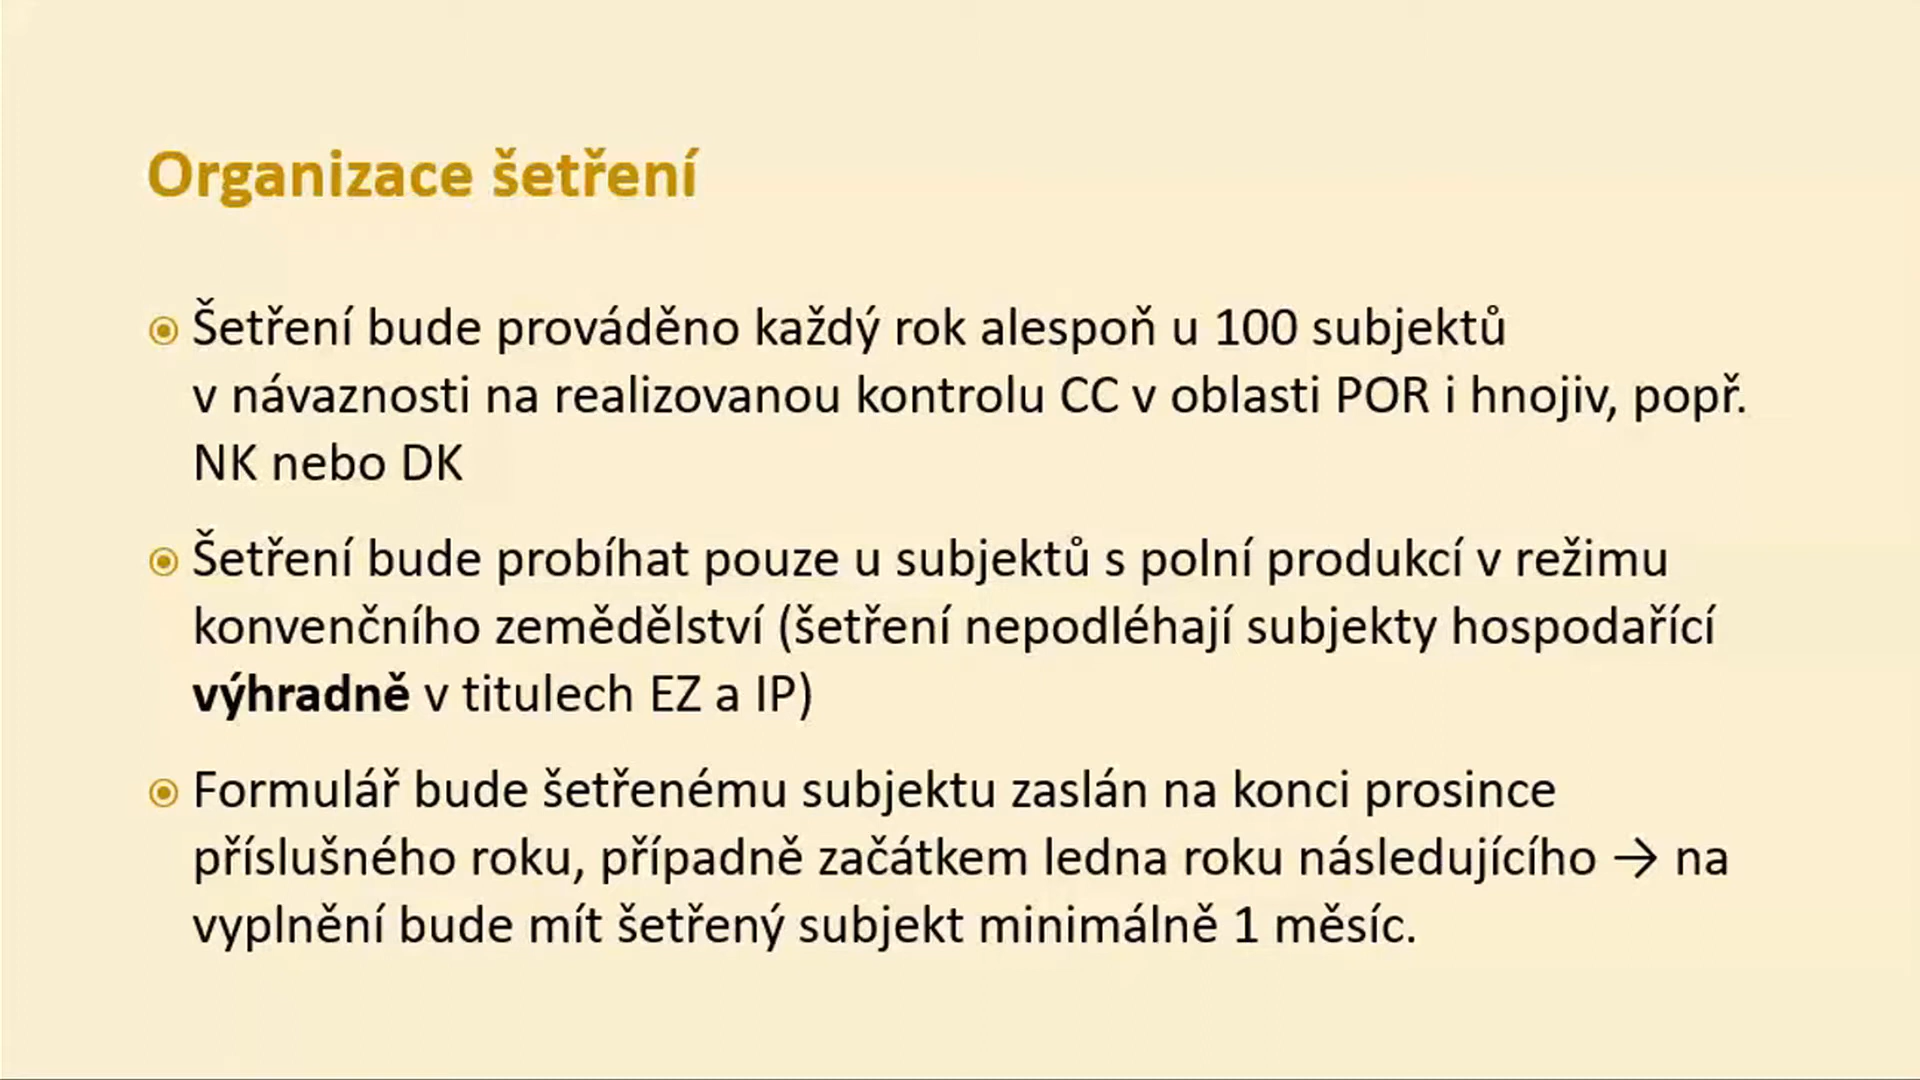 Organizace šetření
Šetření bude prováděno každý rok alespoň u 100 subjektů
v návaznosti na realizovanou kontrolu CC v oblasti POR i hnojiv, popř.
NK nebo DK
Šetření bude probíhat pouze u subjektů s polní produkcí v režimu
konvenčního zemědělství (šetření nepodléhají subjekty hospodařící
výhradně v titulech EZ a IP)
Formulář bude šetřenému subjektu zaslán na konci prosince
příslušného roku, případně začátkem ledna roku následujícího → na
vyplnění bude mít šetřený subjekt minimálně 1 měsíc.